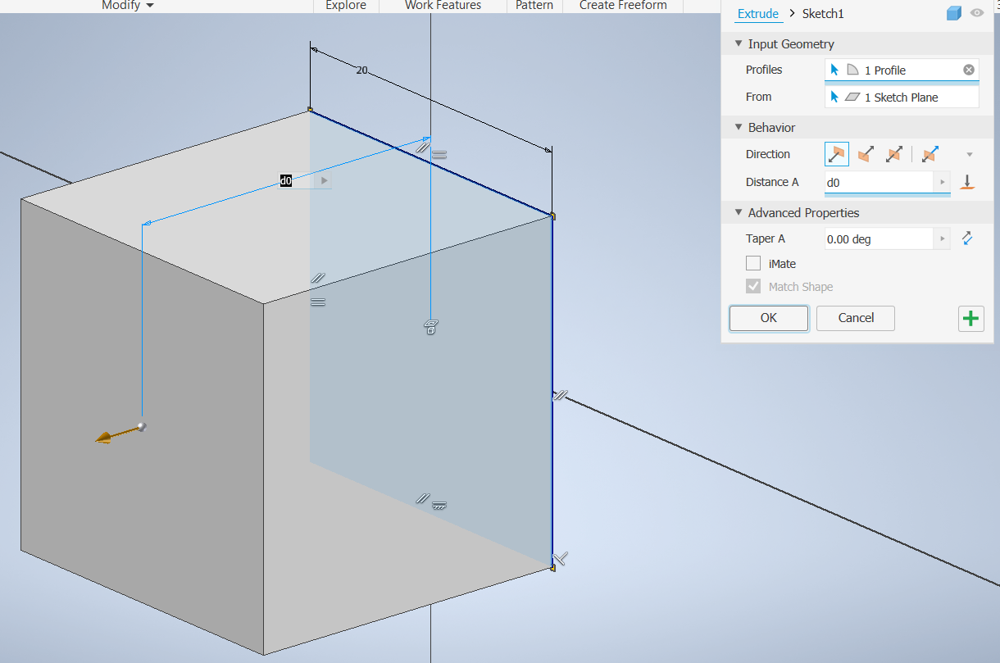 Modify Explore Work Features Pattern Create Freeform
Extrude > Sketch1
Input Geometry
Profiles 1 Profile
From 1 Sketch Plane
Behavior
Direction
Distance A d0
Advanced Properties
Taper A 0.00 deg
iMate
Match Shape
OK Cancel
20
d0